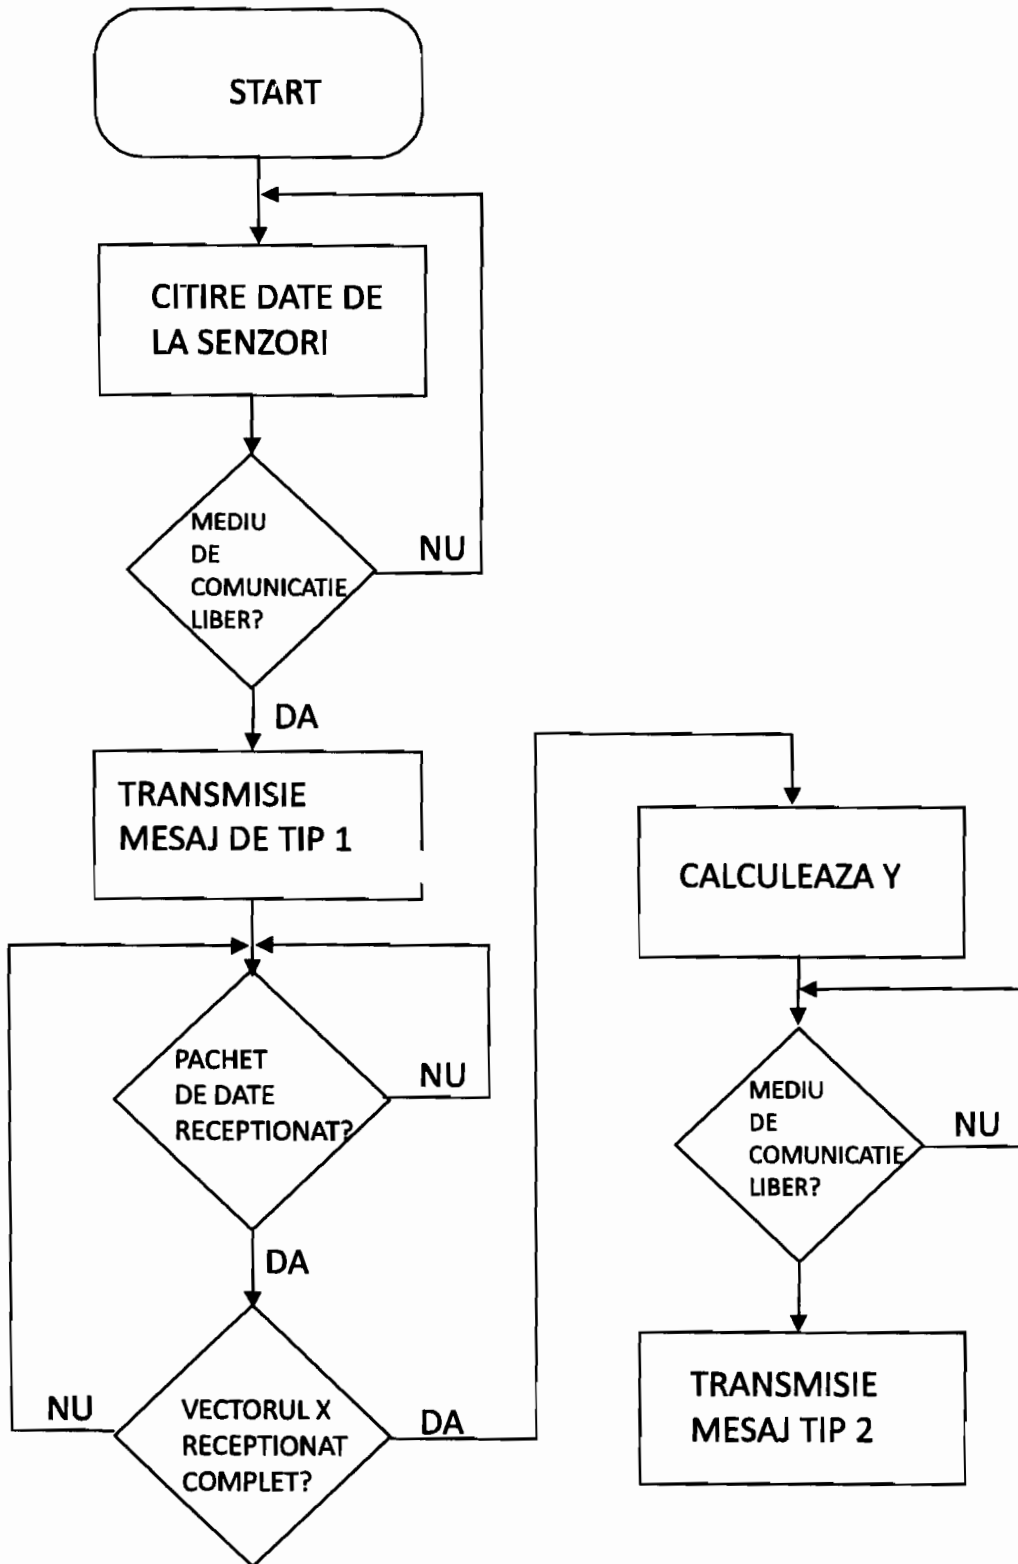 START
CITIRE DATE DE
LA SENZORI
MEDIU
DE
COMUNICATIE
LIBER?
NU
DA
TRANSMISIE
MESAJ DE TIP 1
PACHET
DE DATE
RECEPTIONAT?
NU
DA
VECTORUL X
RECEPTIONAT
COMPLET?
NU
DA
CALCULEAZA Y
MEDIU
DE
COMUNICATIE
LIBER?
NU
TRANSMISIE
MESAJ TIP 2